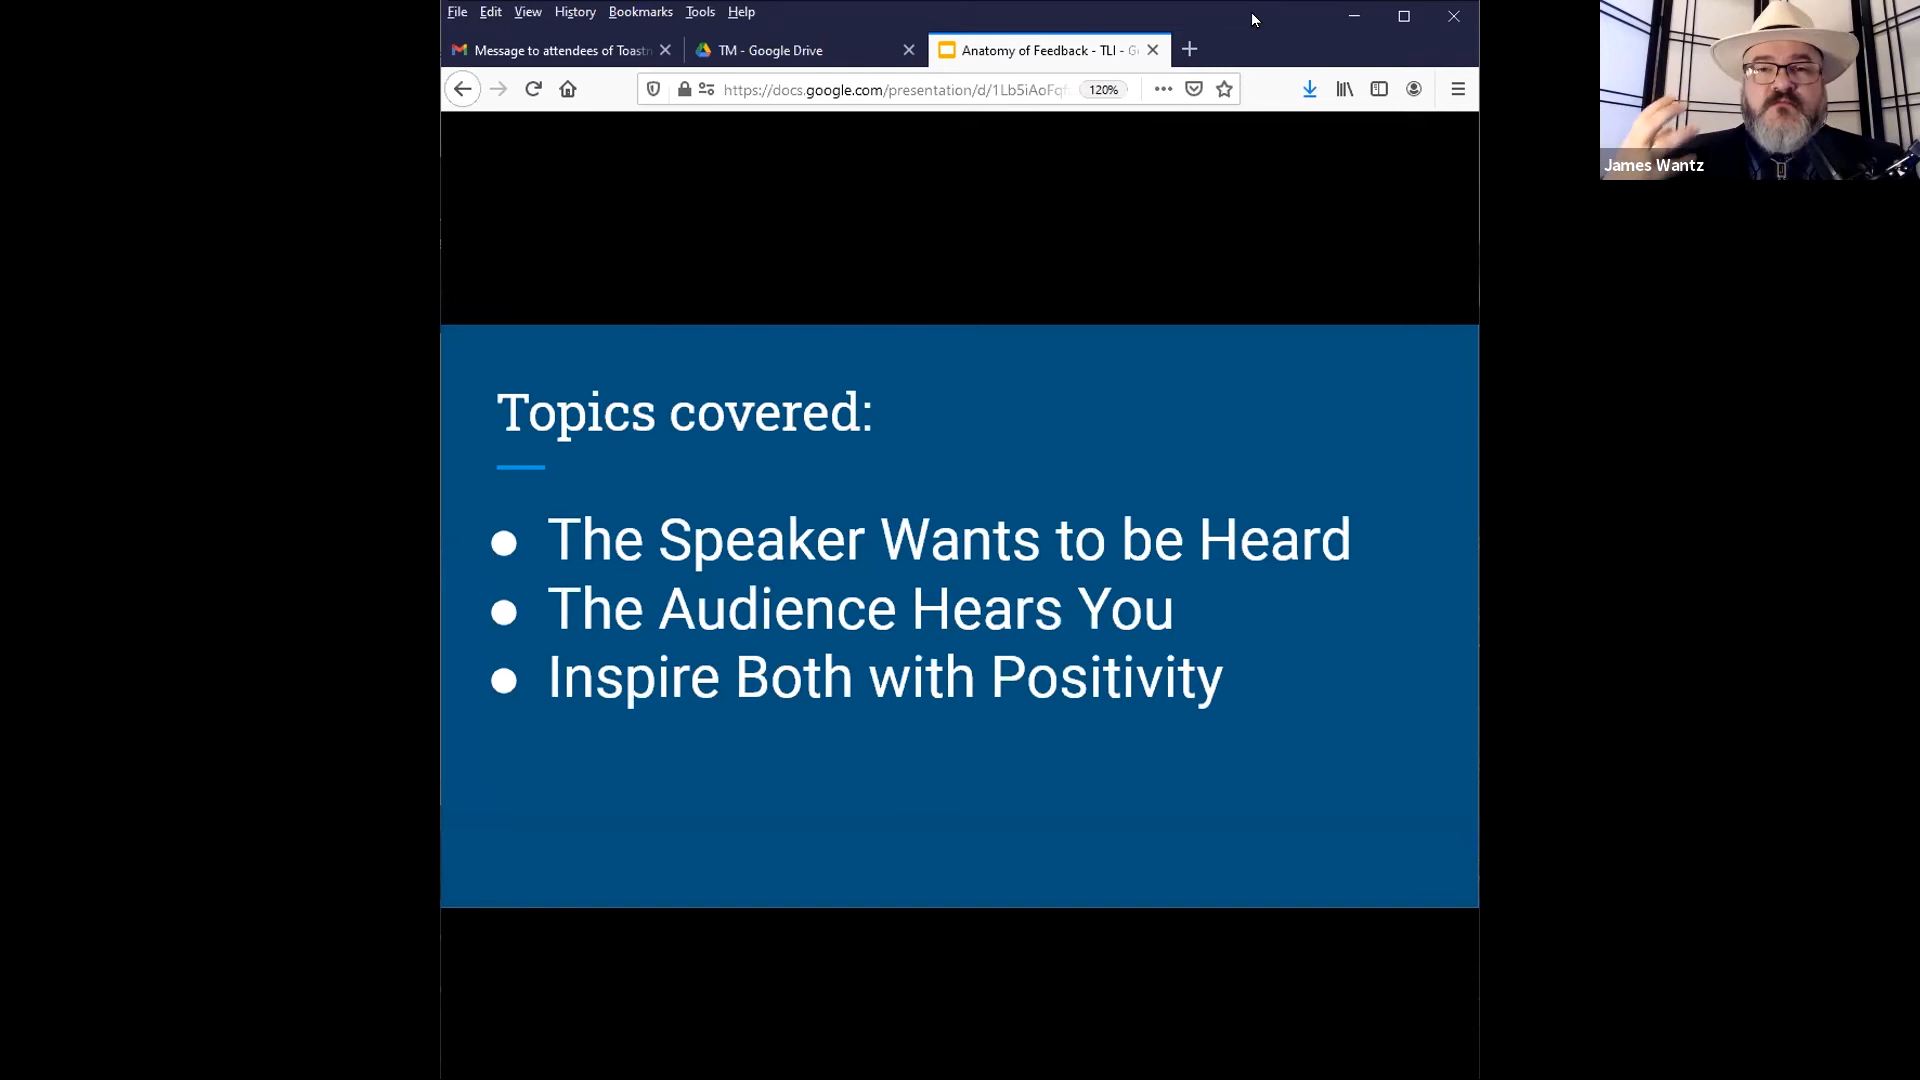 File Edit View History Bookmarks Tools Help
Message to attendees of Toast
TM - Google Drive
Anatomy of Feedback - TLI - G
https://docs.google.com/presentation/d/1Lb5iAoFqf
120%
James Wantz
Topics covered:
● The Speaker Wants to be Heard
● The Audience Hears You
● Inspire Both with Positivity